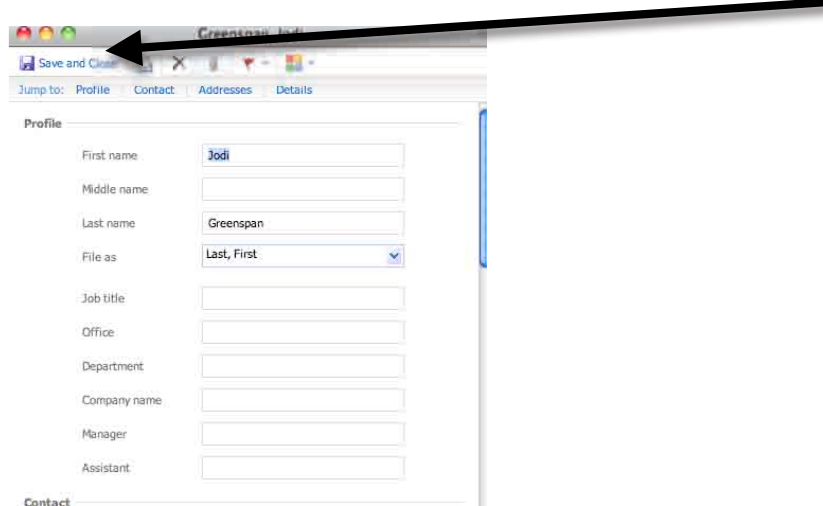 Greenspan, Jodi
Save and Close
Jump to: Profile Contact Addresses Details
Profile
First name Jodi
Middle name
Last name Greenspan
File as Last, First
Job title
Office
Department
Company name
Manager
Assistant
Contact